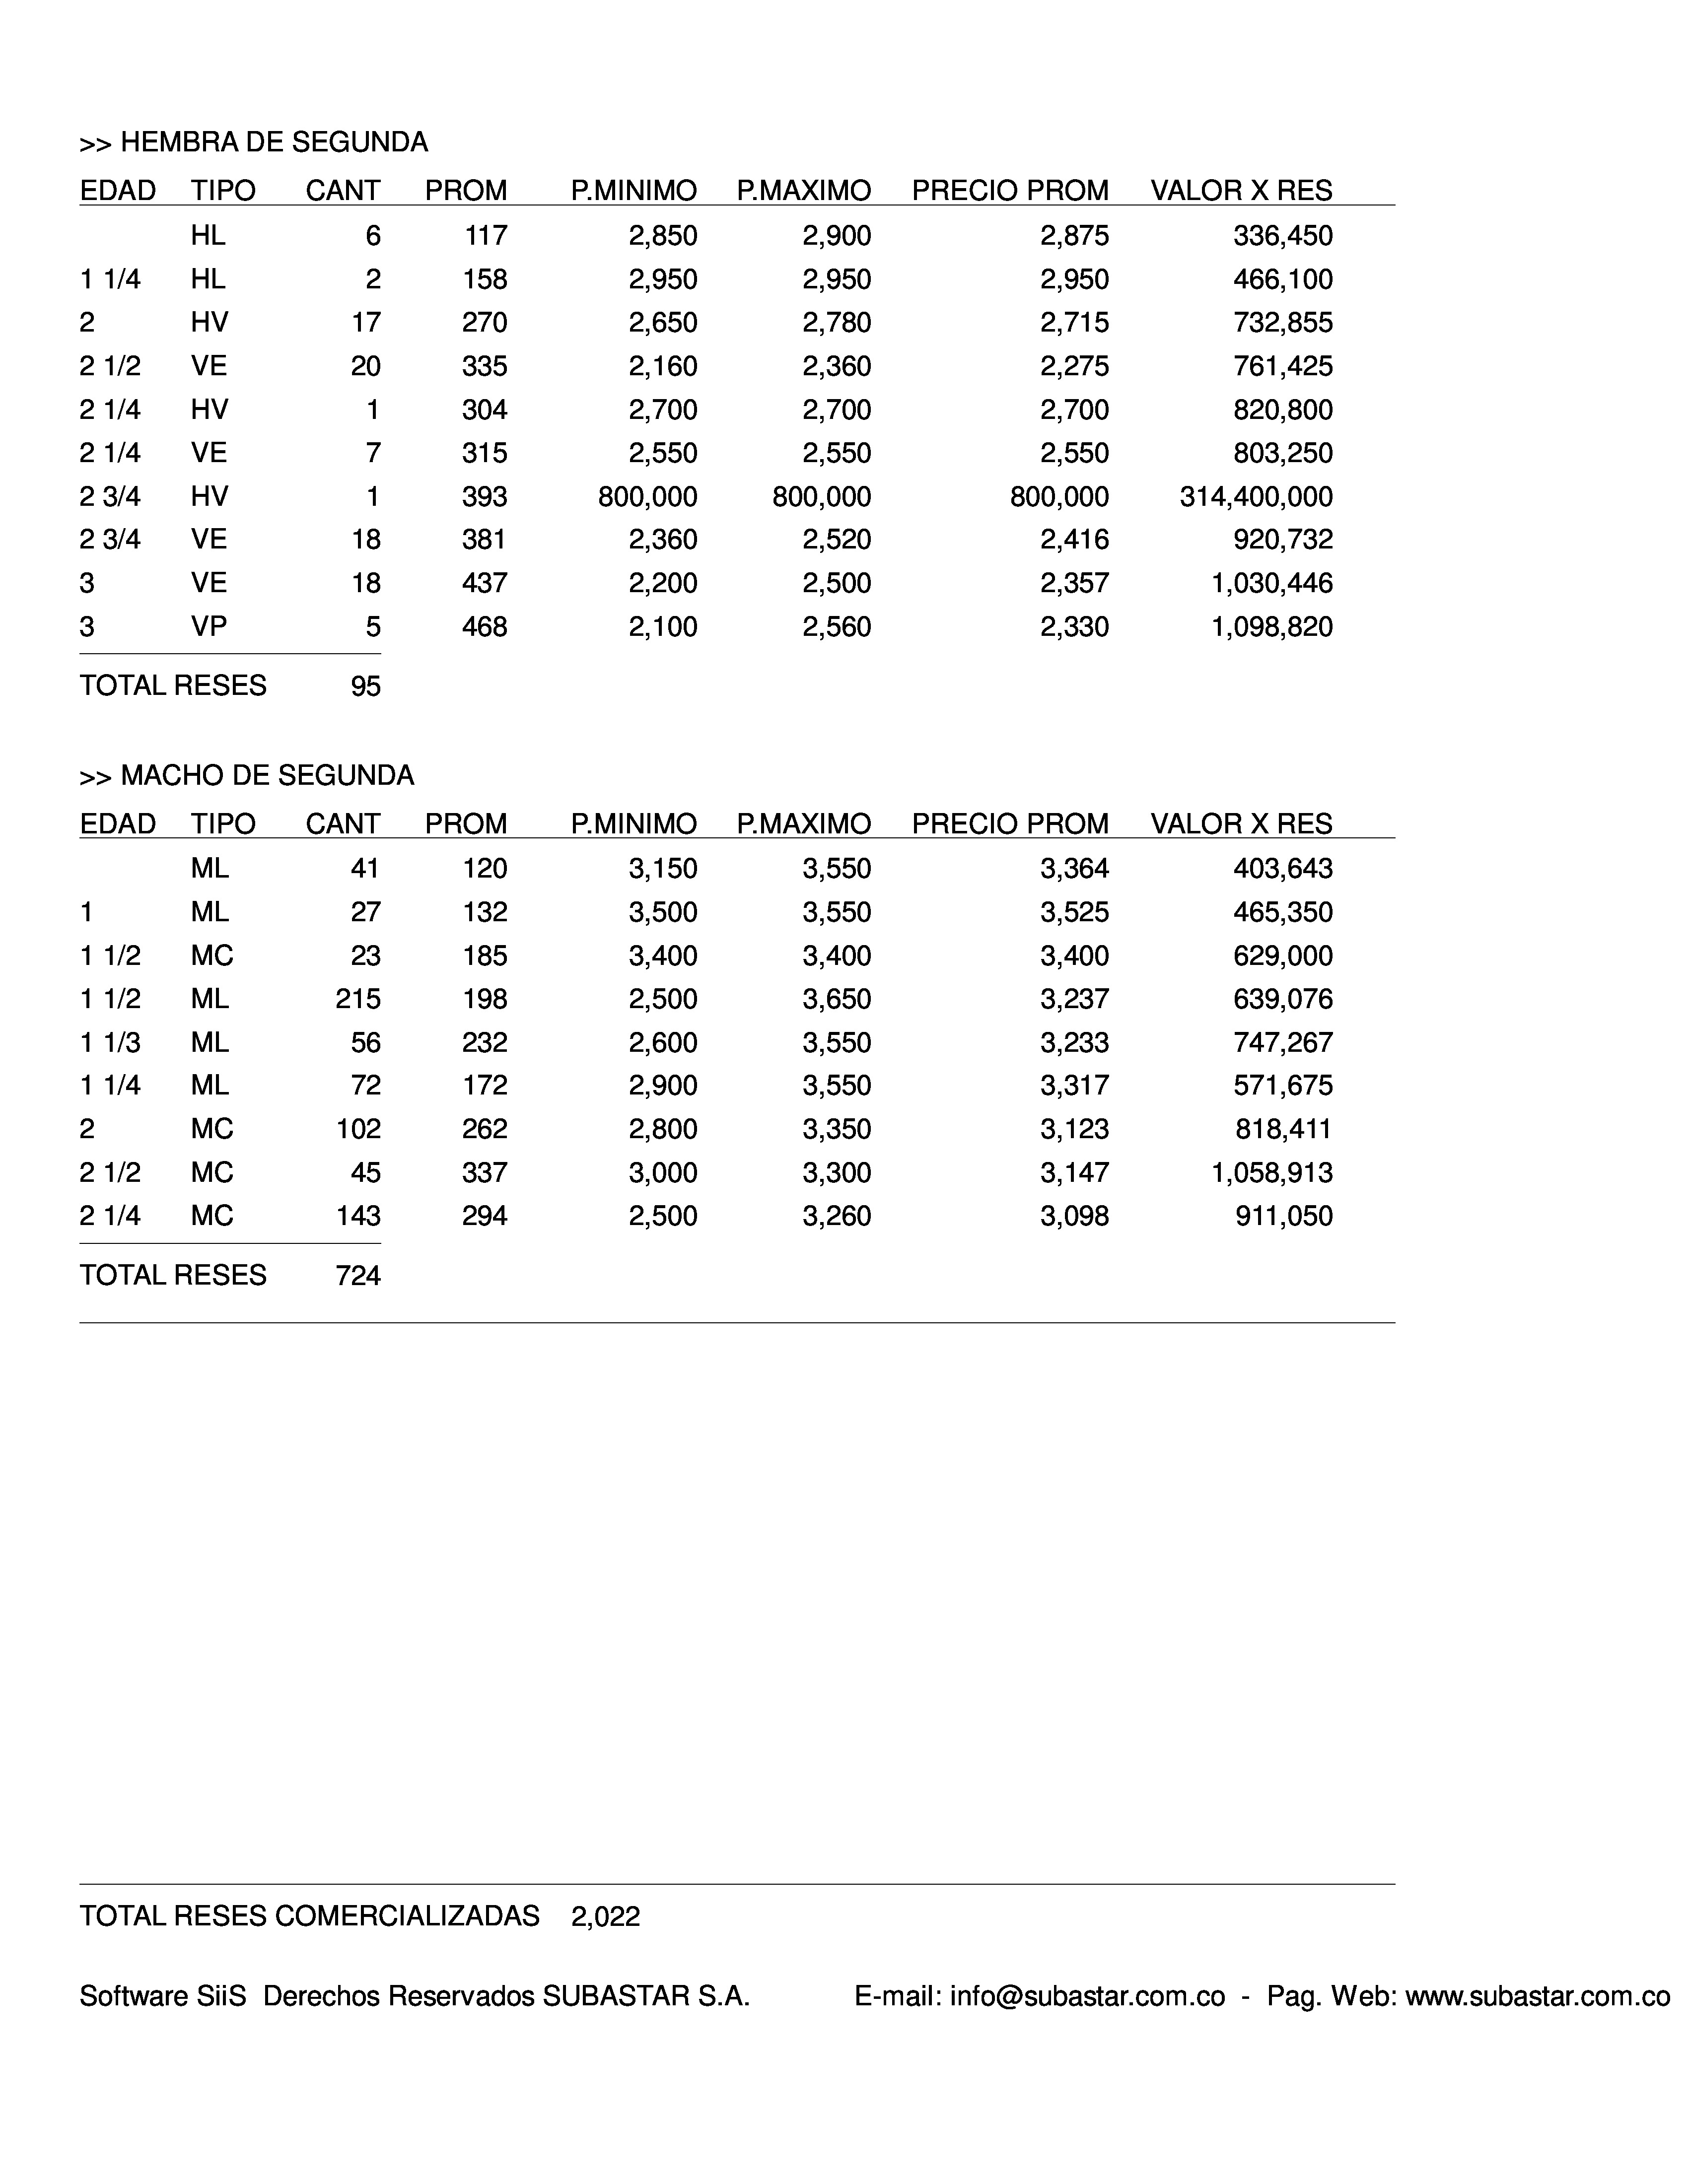 >> HEMBRA DE SEGUNDA
EDAD TIPO CANT PROM P.MINIMO P.MAXIMO PRECIO PROM VALOR X RES
HL 6 117 2,850 2,900 2,875 336,450
1 1/4 HL 2 158 2,950 2,950 2,950 466,100
2 HV 17 270 2,650 2,780 2,715 732,855
2 1/2 VE 20 335 2,160 2,360 2,275 761,425
2 1/4 HV 1 304 2,700 2,700 2,700 820,800
2 1/4 VE 7 315 2,550 2,550 2,550 803,250
2 3/4 HV 1 393 800,000 800,000 800,000 314,400,000
2 3/4 VE 18 381 2,360 2,520 2,416 920,732
3 VE 18 437 2,200 2,500 2,357 1,030,446
3 VP 5 468 2,100 2,560 2,330 1,098,820
TOTAL RESES 95
>> MACHO DE SEGUNDA
EDAD TIPO CANT PROM P.MINIMO P.MAXIMO PRECIO PROM VALOR X RES
ML 41 120 3,150 3,550 3,364 403,643
1 ML 27 132 3,500 3,550 3,525 465,350
1 1/2 MC 23 185 3,400 3,400 3,400 629,000
1 1/2 ML 215 198 2,500 3,650 3,237 639,076
1 1/3 ML 56 232 2,600 3,550 3,233 747,267
1 1/4 ML 72 172 2,900 3,550 3,317 571,675
2 MC 102 262 2,800 3,350 3,123 818,411
2 1/2 MC 45 337 3,000 3,300 3,147 1,058,913
2 1/4 MC 143 294 2,500 3,260 3,098 911,050
TOTAL RESES 724
TOTAL RESES COMERCIALIZADAS 2,022
Software SiiS Derechos Reservados SUBASTAR S.A. E-mail: info@subastar.com.co - Pag. Web: www.subastar.com.co